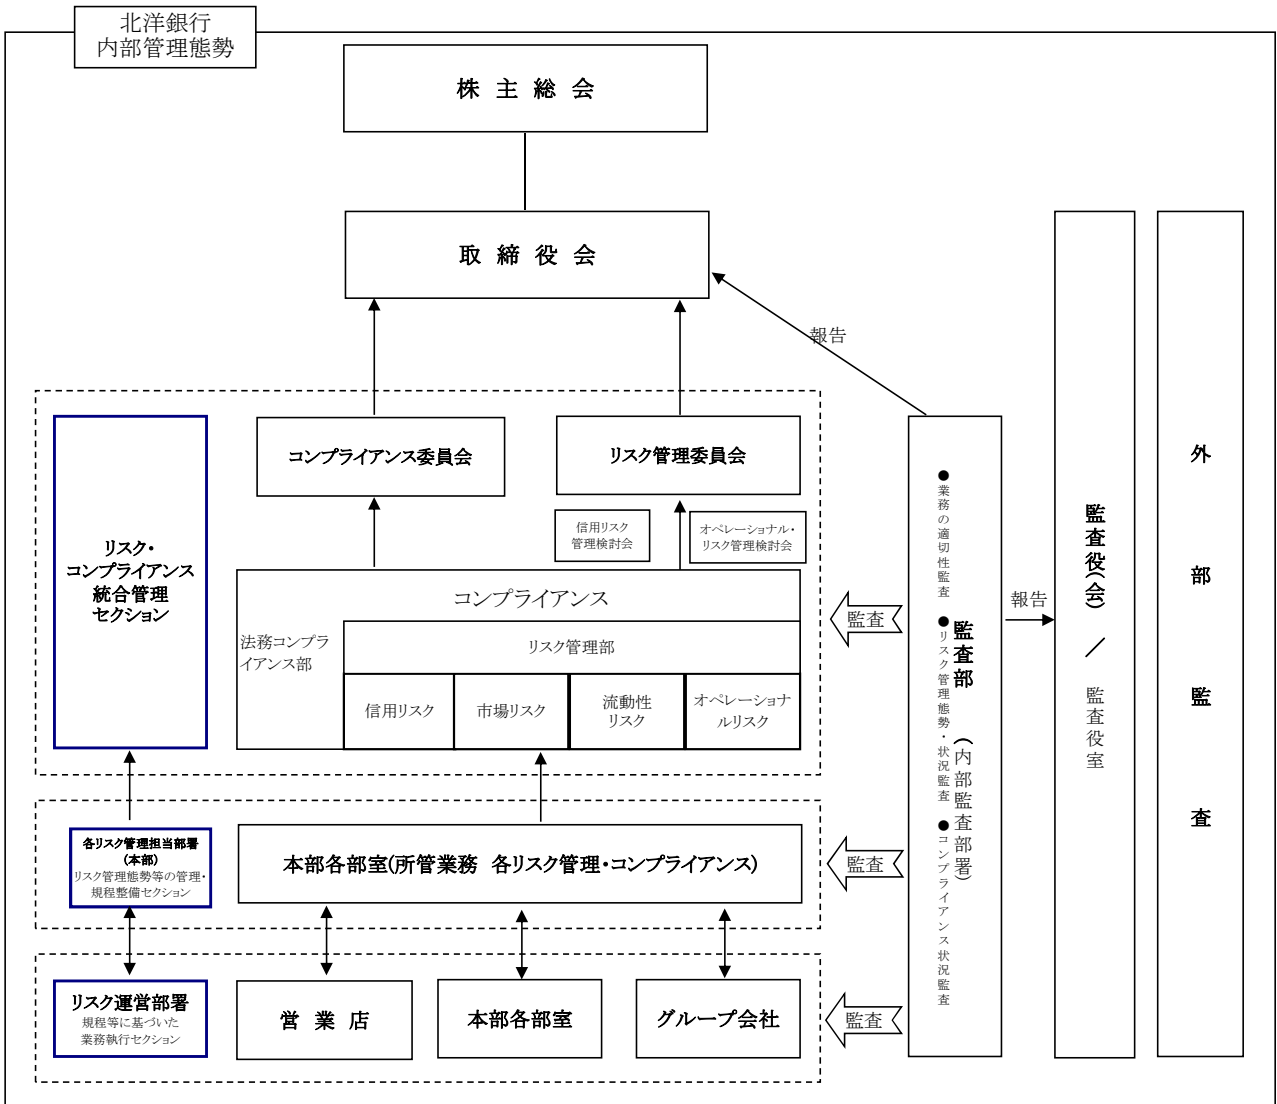 北洋銀行
内部管理態勢
株主総会
取締役会
報告
コンプライアンス委員会
リスク管理委員会
リスク・
コンプライアンス
統合管理
セクション
信用リスク
管理検討会
オペレーショナル・
リスク管理検討会
コンプライアンス
法務コンプラ
イアンス部
リスク管理部
信用リスク
市場リスク
流動性
リスク
オペレーショナ
ルリスク
監査
各リスク管理担当部署
(本部)
リスク管理態勢等の管理・
規程整備セクション
本部各部室(所管業務 各リスク管理・コンプライアンス)
監査
リスク運営部署
規程等に基づいた
業務執行セクション
営業店
本部各部室
グループ会社
監査
監査部(内部監査部署)
●業務の適切性監査 ●リスク管理態勢・状況監査 ●コンプライアンス状況監査
報告
監査役(会)/監査役室
外部監査